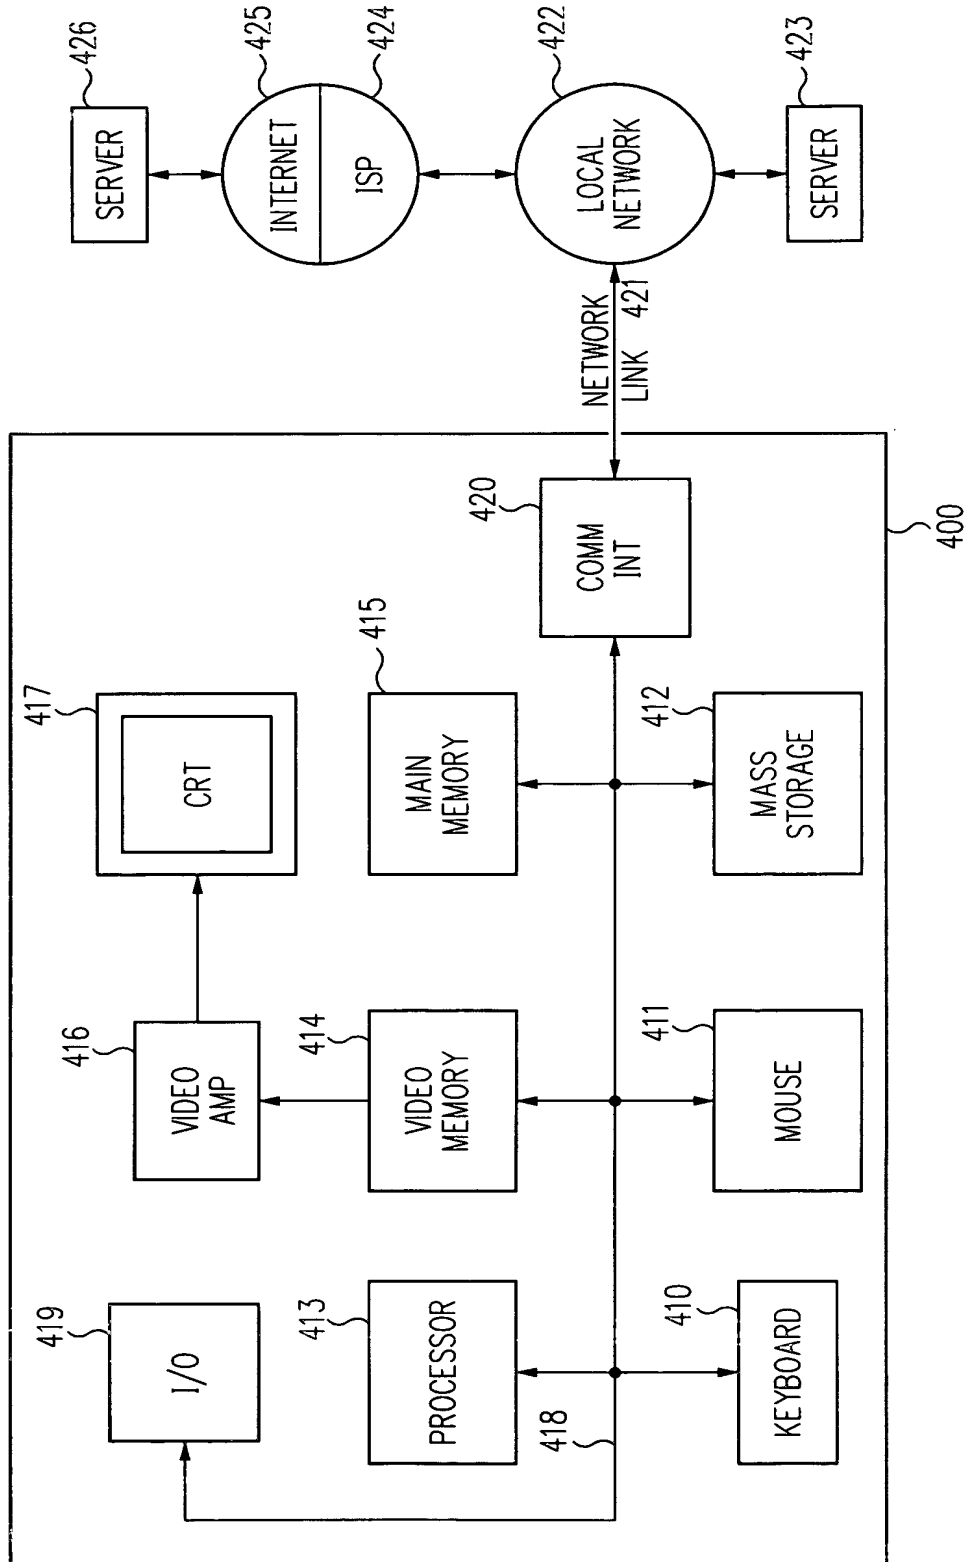 426
SERVER
425
INTERNET
424
ISP
422
LOCAL
NETWORK
423
SERVER
NETWORK
LINK 421
400
420
COMM
INT
417
CRT
415
MAIN
MEMORY
412
MASS
STORAGE
416
VIDEO
AMP
414
VIDEO
MEMORY
411
MOUSE
419
I/O
413
PROCESSOR
418
410
KEYBOARD